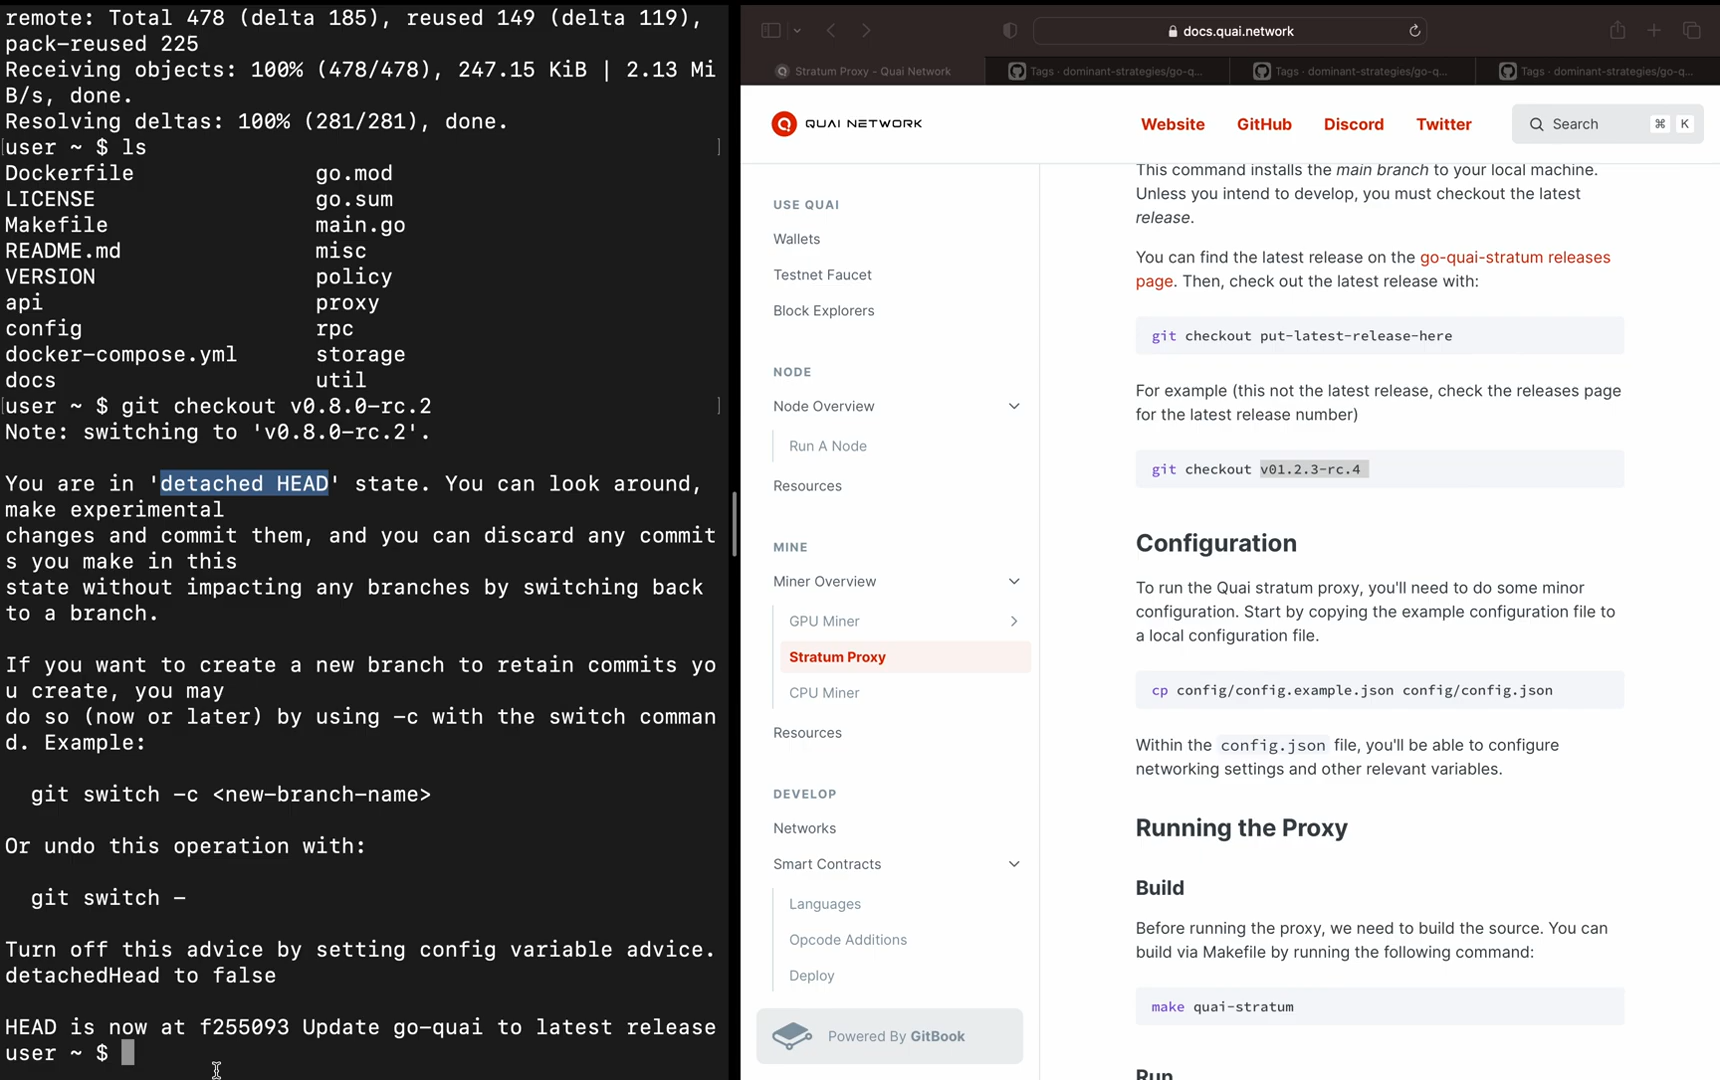 remote: Total 478 (delta 185), reused 149 (delta 119),
pack-reused 225
Receiving objects: 100% (478/478), 247.15 KiB | 2.13 Mi
B/s, done.
Resolving deltas: 100% (281/281), done.
user ~ $ ls
Dockerfile go.mod
LICENSE go.sum
Makefile main.go
README.md misc
VERSION policy
api proxy
config rpc
docker-compose.yml storage
docs util
user ~ $ git checkout v0.8.0-rc.2
Note: switching to 'v0.8.0-rc.2'.
You are in 'detached HEAD' state. You can look around,
make experimental
changes and commit them, and you can discard any commit
s you make in this
state without impacting any branches by switching back
to a branch.
If you want to create a new branch to retain commits yo
u create, you may
do so (now or later) by using -c with the switch comman
d. Example:
git switch -c <new-branch-name>
Or undo this operation with:
git switch -
Turn off this advice by setting config variable advice.
detachedHead to false
HEAD is now at f255093 Update go-quai to latest release
user ~ $
docs.quai.network
Stratum Proxy - Quai Network
Tags · dominant-strategies/go-q...
Tags · dominant-strategies/go-q...
Tags · dominant-strategies/go-q...
QUAI NETWORK
Website GitHub Discord Twitter
Search ⌘ K
USE QUAI
Wallets
Testnet Faucet
Block Explorers
NODE
Node Overview
Run A Node
Resources
MINE
Miner Overview
GPU Miner
Stratum Proxy
CPU Miner
Resources
DEVELOP
Networks
Smart Contracts
Languages
Opcode Additions
Deploy
Powered By GitBook
This command installs the main branch to your local machine.
Unless you intend to develop, you must checkout the latest
release.
You can find the latest release on the go-quai-stratum releases
page. Then, check out the latest release with:
git checkout put-latest-release-here
For example (this not the latest release, check the releases page
for the latest release number)
git checkout v01.2.3-rc.4
Configuration
To run the Quai stratum proxy, you'll need to do some minor
configuration. Start by copying the example configuration file to
a local configuration file.
cp config/config.example.json config/config.json
Within the config.json file, you'll be able to configure
networking settings and other relevant variables.
Running the Proxy
Build
Before running the proxy, we need to build the source. You can
build via Makefile by running the following command:
make quai-stratum
Run